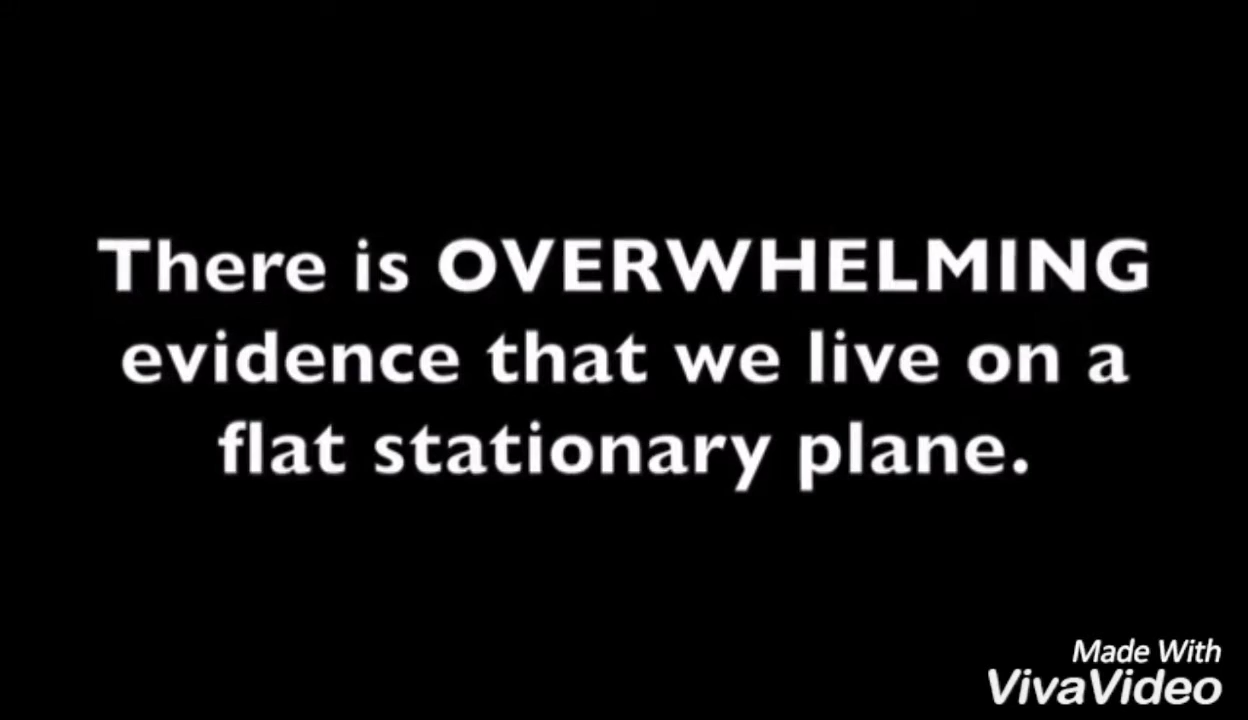 There is OVERWHELMING
evidence that we live on a
flat stationary plane.
Made With
VivaVideo